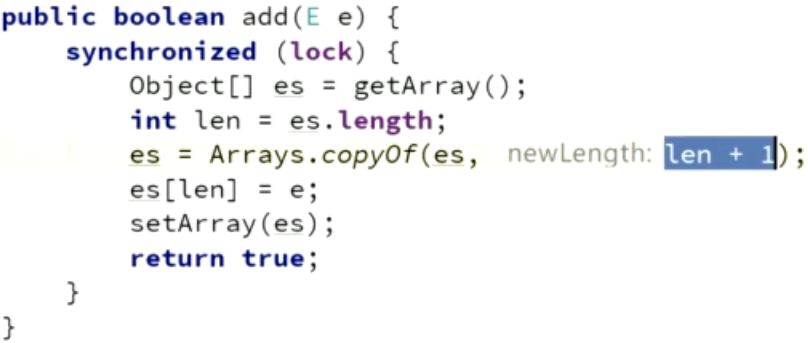 public boolean add(E e) {
    synchronized (lock) {
        Object[] es = getArray();
        int len = es.length;
        es = Arrays.copyOf(es, newLength: len + 1);
        es[len] = e;
        setArray(es);
        return true;
    }
}